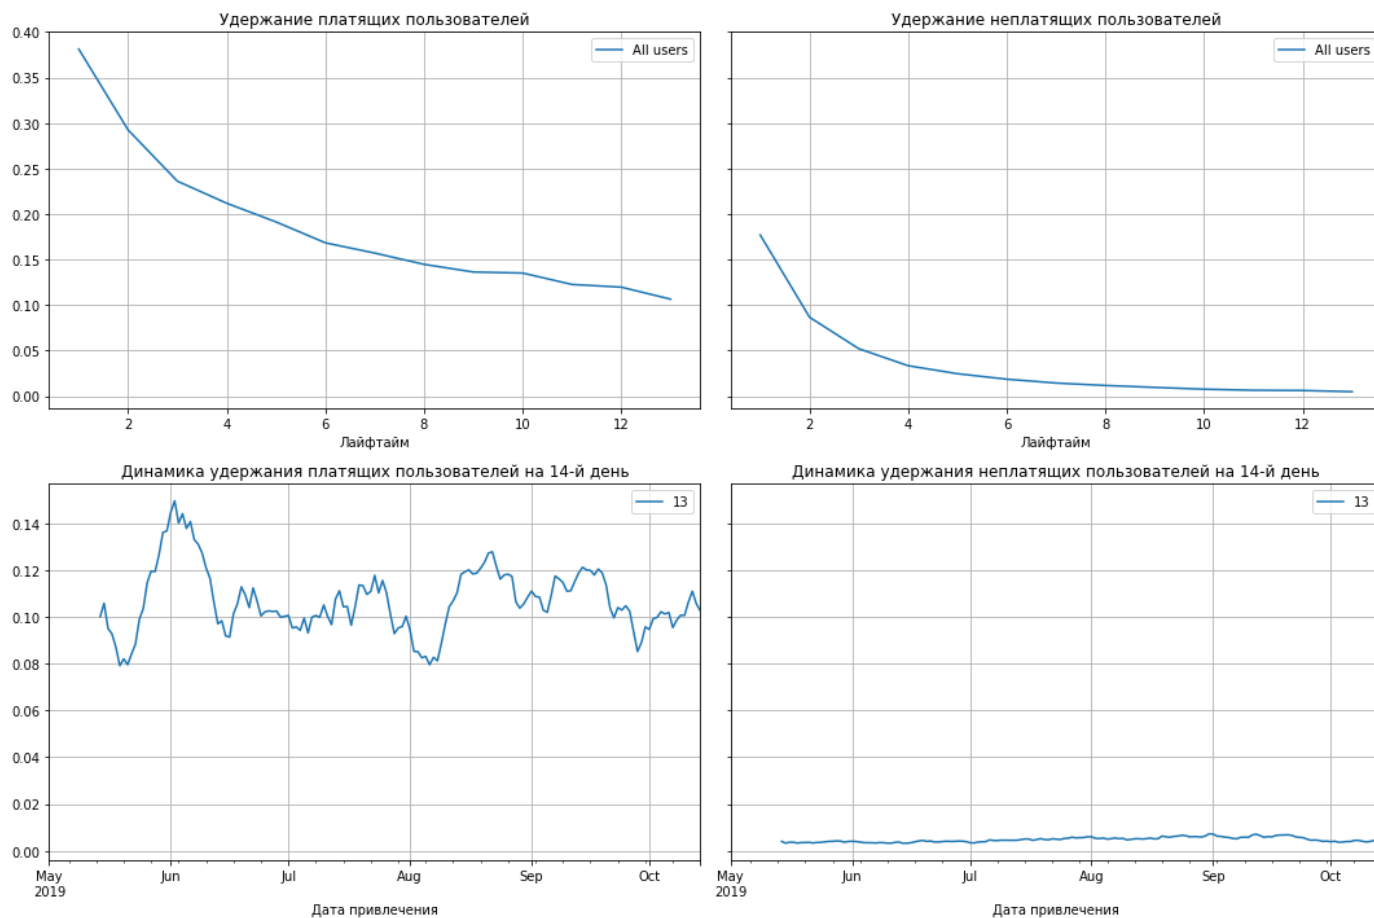 Удержание платящих пользователей
All users
0.40
0.35
0.30
0.25
0.20
0.15
0.10
0.05
0.00
2 4 6 8 10 12
Лайфтайм
Удержание неплатящих пользователей
All users
2 4 6 8 10 12
Лайфтайм
Динамика удержания платящих пользователей на 14-й день
13
0.14
0.12
0.10
0.08
0.06
0.04
0.02
0.00
May Jun Jul Aug Sep Oct
2019
Дата привлечения
Динамика удержания неплатящих пользователей на 14-й день
13
May Jun Jul Aug Sep Oct
2019
Дата привлечения